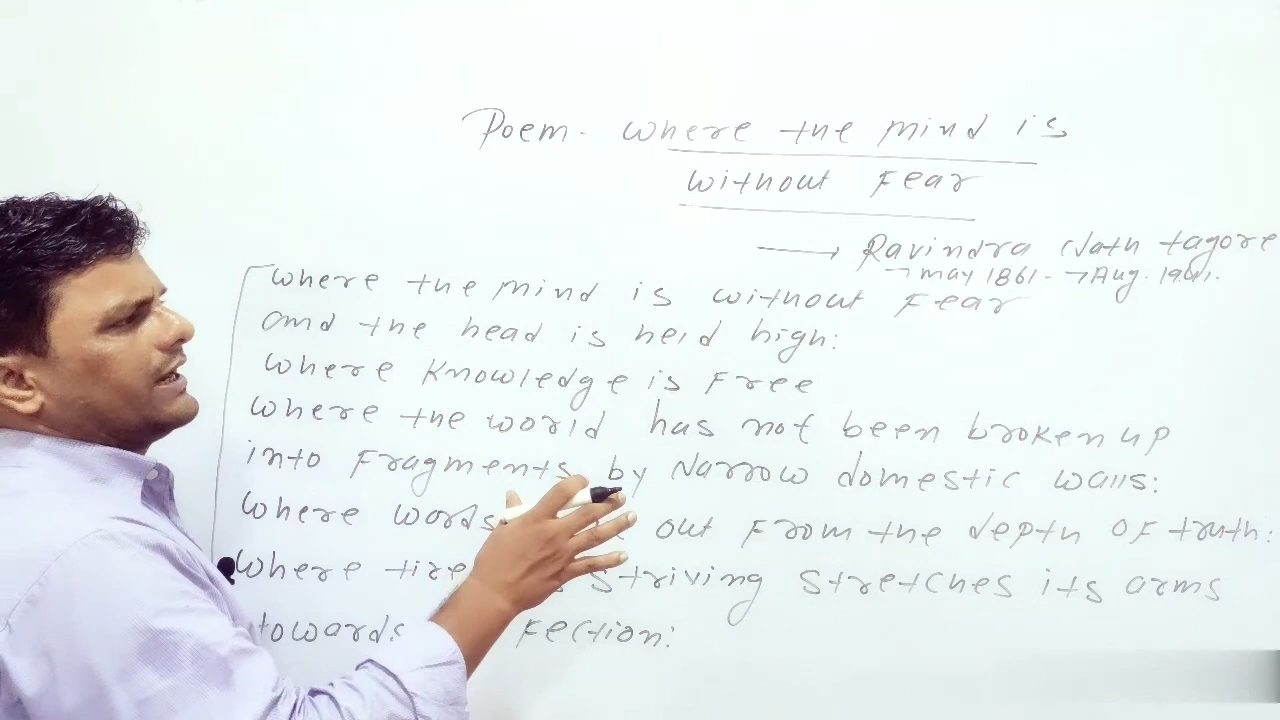 Poem - Where the mind is
without Fear
→ Ravindra Nath tagore
→ may 1861 - → Aug. 1941.
where the mind is without Fear
and the head is held high:
where Knowledge is Free
where the world has not been broken up
into Fragments by Narrow domestic walls:
where words out From the depth OF truth:
where striving stretches its arms
towards fection: